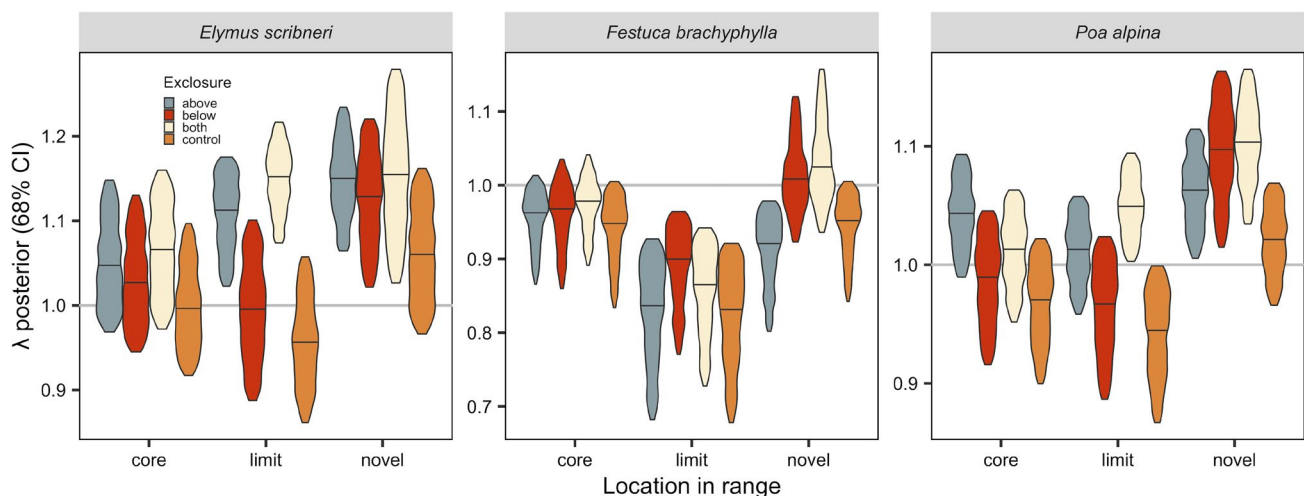 Elymus scribneri
Festuca brachyphylla
Poa alpina
λ posterior (68% CI)
Exclosure
above
below
both
control
1.2
1.1
1.0
0.9
1.1
1.0
0.9
0.8
0.7
1.1
1.0
0.9
core limit novel
core limit novel
core limit novel
Location in range